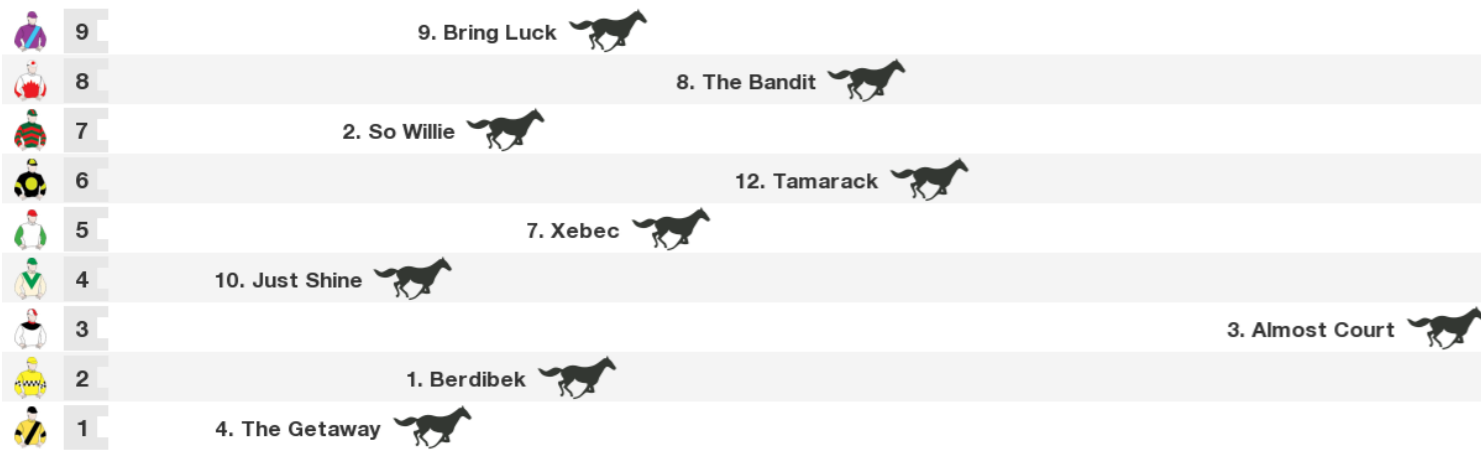 9 9. Bring Luck
8 8. The Bandit
7 2. So Willie
6 12. Tamarack
5 7. Xebec
4 10. Just Shine
3 3. Almost Court
2 1. Berdibek
1 4. The Getaway